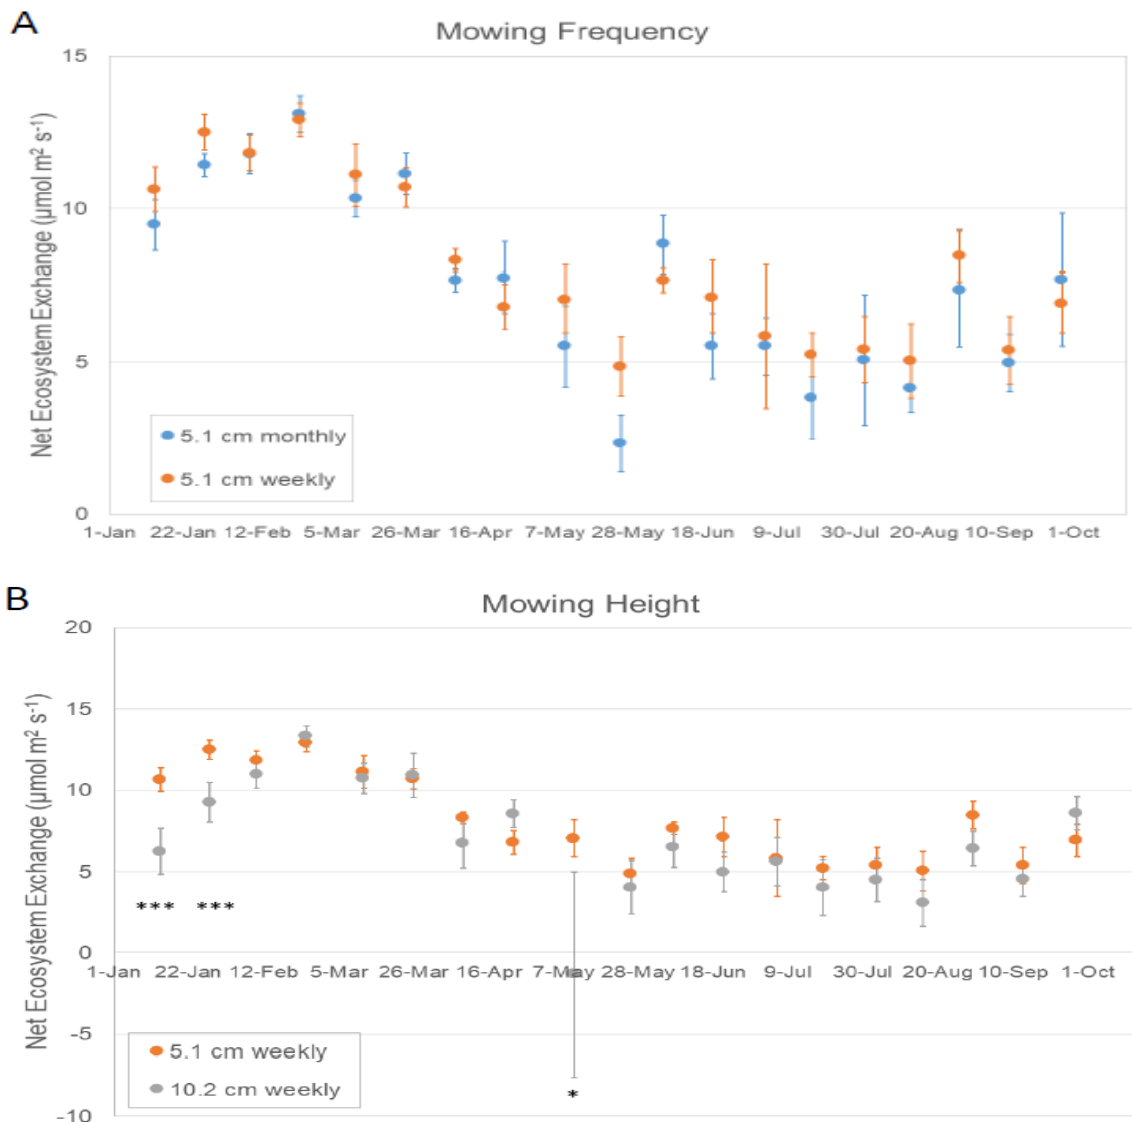 A
Mowing Frequency
Net Ecosystem Exchange (μmol m² s⁻¹)
15
10
5
0
5.1 cm monthly
5.1 cm weekly
1-Jan 22-Jan 12-Feb 5-Mar 26-Mar 16-Apr 7-May 28-May 18-Jun 9-Jul 30-Jul 20-Aug 10-Sep 1-Oct
B
Mowing Height
Net Ecosystem Exchange (μmol m² s⁻¹)
20
15
10
5
*** ***
0
1-Jan 22-Jan 12-Feb 5-Mar 26-Mar 16-Apr 7-May 28-May 18-Jun 9-Jul 30-Jul 20-Aug 10-Sep 1-Oct
-5
5.1 cm weekly
10.2 cm weekly
*
-10